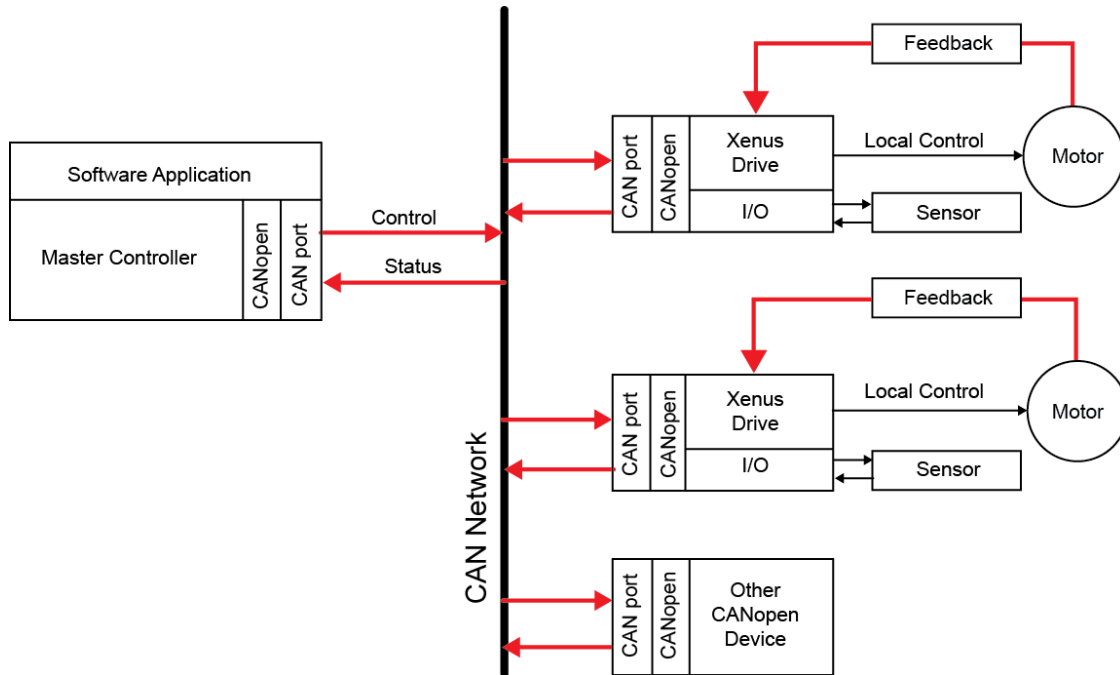 Software Application
Master Controller
CANopen
CAN port
Control
Status
CAN Network
Feedback
CAN port
CANopen
Xenus
Drive
I/O
Local Control
Motor
Sensor
Feedback
CAN port
CANopen
Xenus
Drive
I/O
Local Control
Motor
Sensor
CAN port
CANopen
Other
CANopen
Device